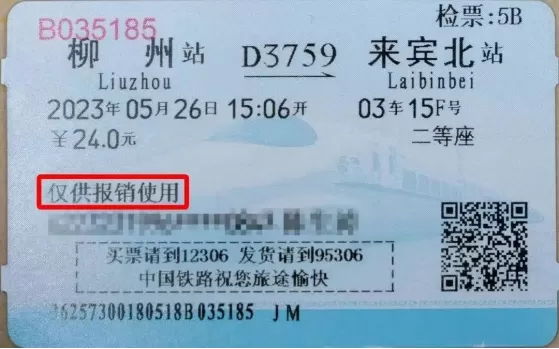 检票:5B
B035185
柳州站 D3759 来宾北站
Liuzhou Laibinbei
2023年05月26日 15:06开 03车15F号
￥24.0元 二等座
仅供报销使用
买票请到12306 发货请到95306
中国铁路祝您旅途愉快
36257300180518B035185 JM